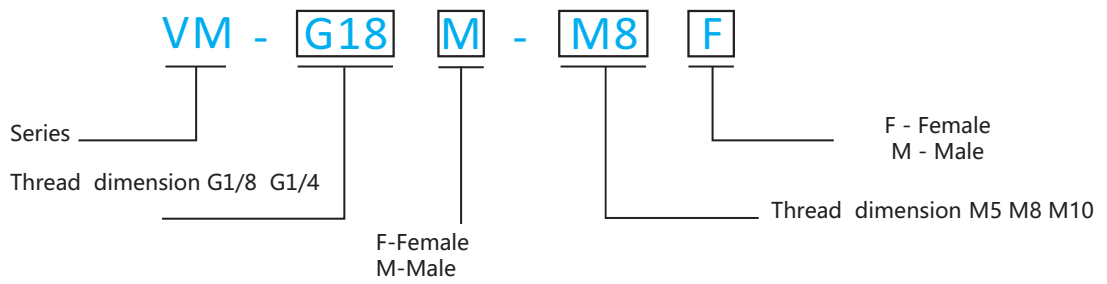 VM - G18 M - M8 F
Series
F - Female
M - Male
Thread dimension G1/8 G1/4
Thread dimension M5 M8 M10
F-Female
M-Male